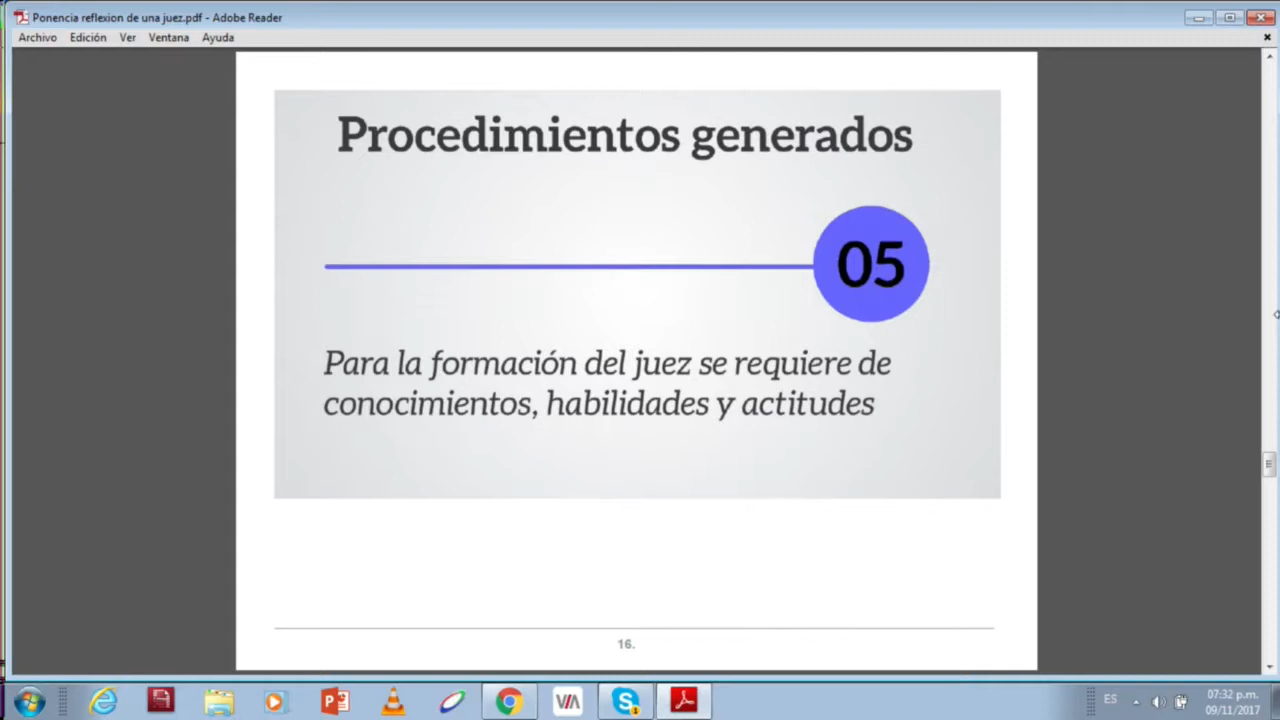 Ponencia reflexion de una juez.pdf - Adobe Reader
Archivo Edición Ver Ventana Ayuda
Procedimientos generados
05
Para la formación del juez se requiere de
conocimientos, habilidades y actitudes
16.
VIA
ES
07:32 p.m.
09/11/2017